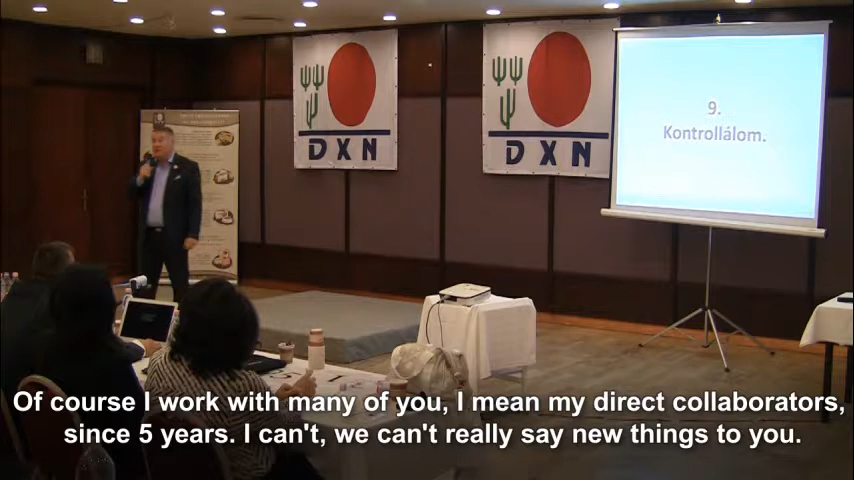 DXN
DXN
9.
Kontrollálom.
Of course I work with many of you, I mean my direct collaborators,
since 5 years. I can't, we can't really say new things to you.